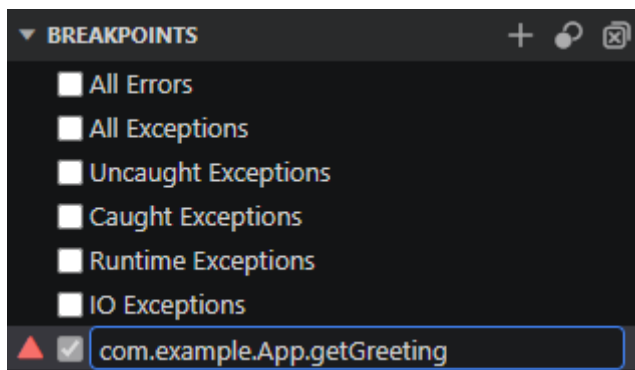 BREAKPOINTS
All Errors
All Exceptions
Uncaught Exceptions
Caught Exceptions
Runtime Exceptions
IO Exceptions
com.example.App.getGreeting